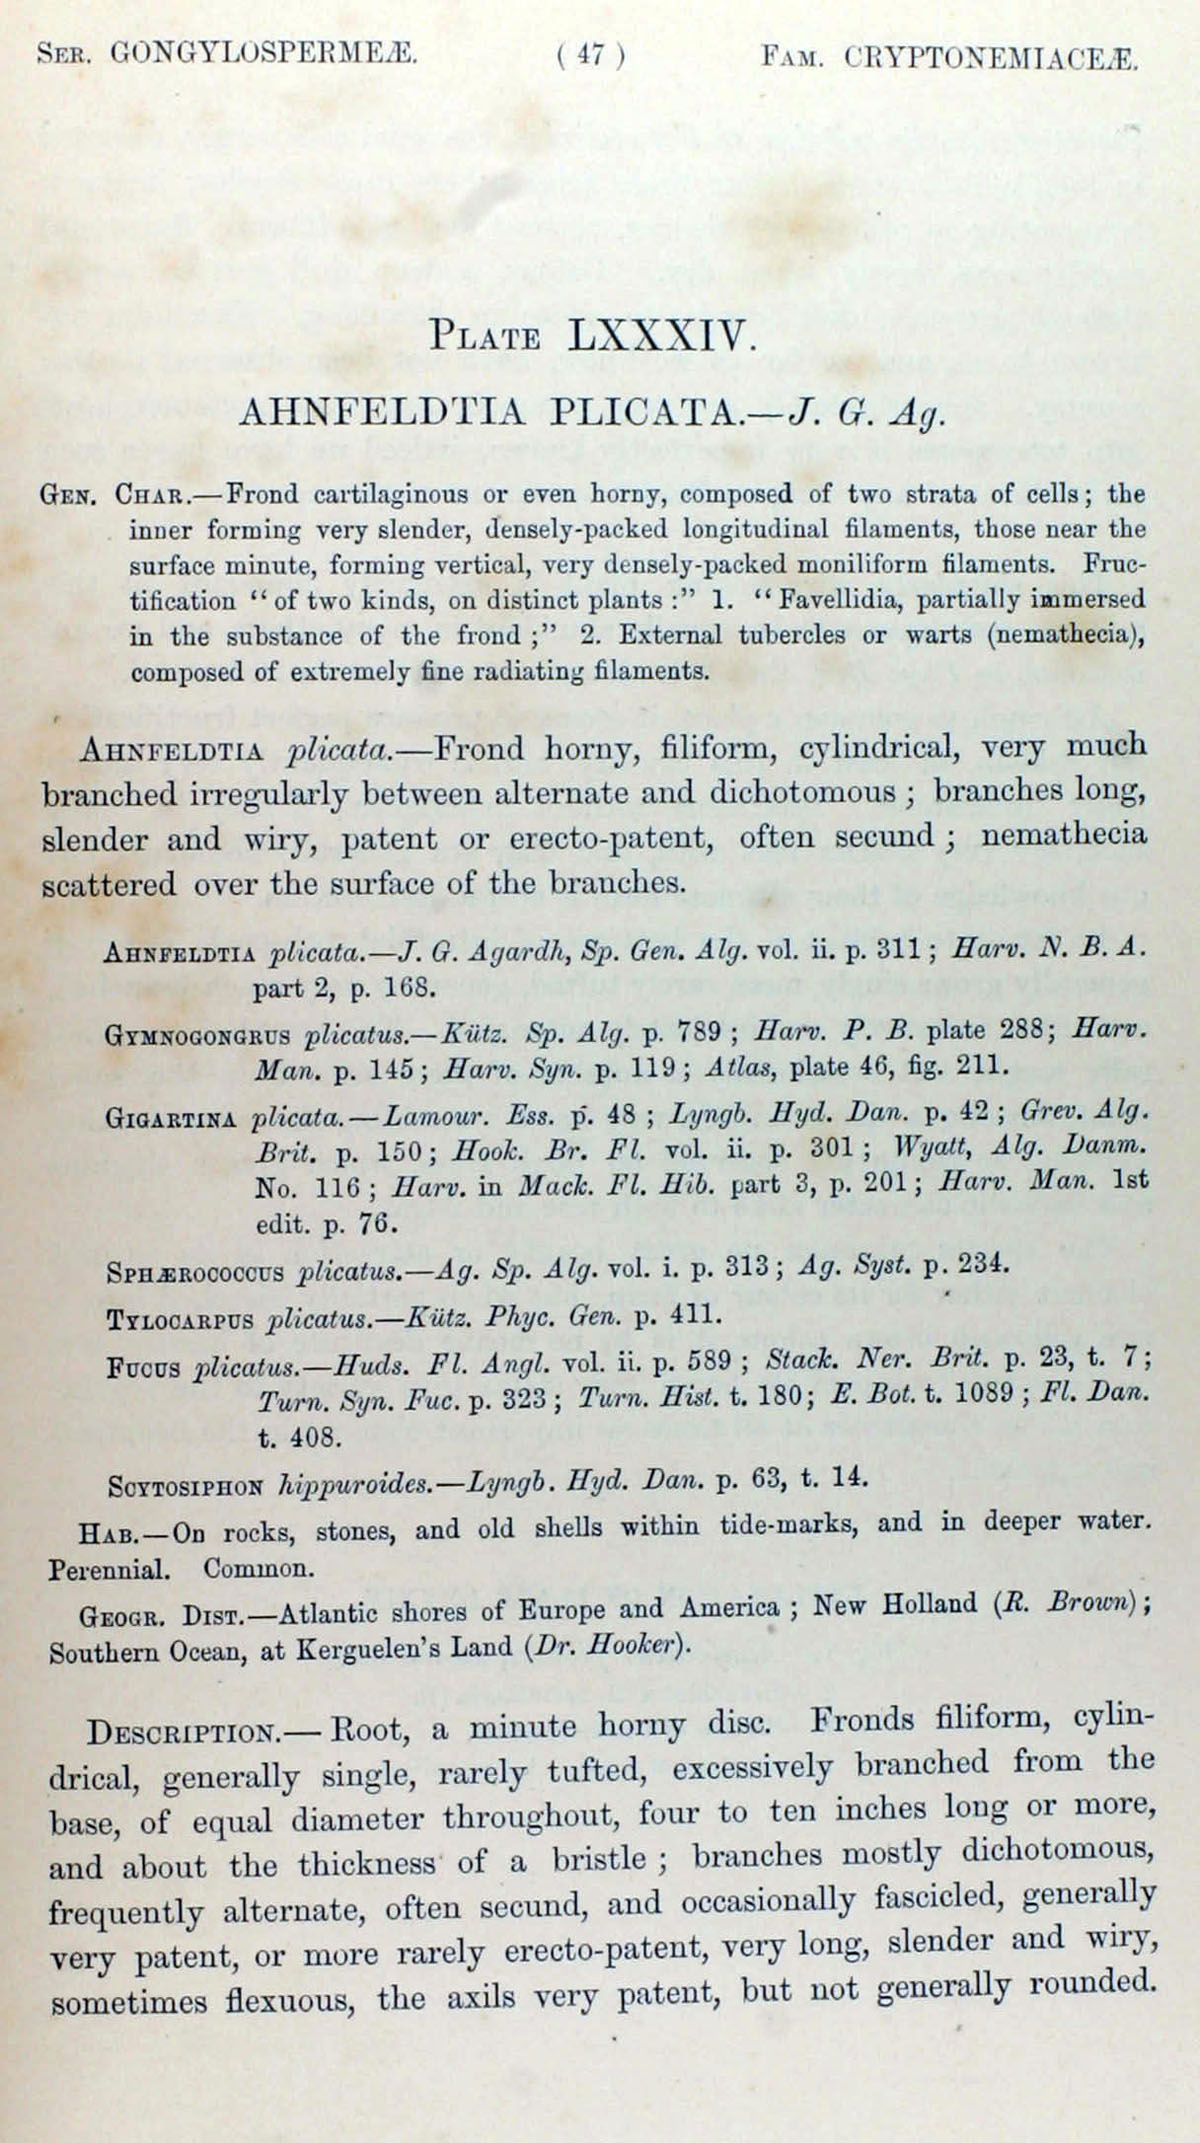 Ser. GONGYLOSPERMEÆ. ( 47 ) Fam. CRYPTONEMIACEÆ.
Plate LXXXIV.
AHNFELDTIA PLICATA.—J. G. Ag.
Gen. Char.—Frond cartilaginous or even horny, composed of two strata of cells; the
inner forming very slender, densely-packed longitudinal filaments, those near the
surface minute, forming vertical, very densely-packed moniliform filaments. Fruc-
tification "of two kinds, on distinct plants :" 1. "Favellidia, partially immersed
in the substance of the frond ;" 2. External tubercles or warts (nemathecia),
composed of extremely fine radiating filaments.
Ahnfeldtia plicata.—Frond horny, filiform, cylindrical, very much
branched irregularly between alternate and dichotomous ; branches long,
slender and wiry, patent or erecto-patent, often secund ; nemathecia
scattered over the surface of the branches.
Ahnfeldtia plicata.—J. G. Agardh, Sp. Gen. Alg. vol. ii. p. 311 ; Harv. N. B. A.
part 2, p. 168.
Gymnogongrus plicatus.—Kütz. Sp. Alg. p. 789 ; Harv. P. B. plate 288; Harv.
Man. p. 145 ; Harv. Syn. p. 119 ; Atlas, plate 46, fig. 211.
Gigartina plicata.—Lamour. Ess. p. 48 ; Lyngb. Hyd. Dan. p. 42 ; Grev. Alg.
Brit. p. 150 ; Hook. Br. Fl. vol. ii. p. 301 ; Wyatt, Alg. Danm.
No. 116 ; Harv. in Mack. Fl. Hib. part 3, p. 201 ; Harv. Man. 1st
edit. p. 76.
Sphærococcus plicatus.—Ag. Sp. Alg. vol. i. p. 313 ; Ag. Syst. p. 234.
Tylocarpus plicatus.—Kütz. Phyc. Gen. p. 411.
Fucus plicatus.—Huds. Fl. Angl. vol. ii. p. 589 ; Stack. Ner. Brit. p. 23, t. 7 ;
Turn. Syn. Fuc. p. 323 ; Turn. Hist. t. 180; E. Bot. t. 1089 ; Fl. Dan.
t. 408.
Scytosiphon hippuroides.—Lyngb. Hyd. Dan. p. 63, t. 14.
Hab.—On rocks, stones, and old shells within tide-marks, and in deeper water.
Perennial. Common.
Geogr. Dist.—Atlantic shores of Europe and America ; New Holland (R. Brown) ;
Southern Ocean, at Kerguelen's Land (Dr. Hooker).
Description.— Root, a minute horny disc. Fronds filiform, cylin-
drical, generally single, rarely tufted, excessively branched from the
base, of equal diameter throughout, four to ten inches long or more,
and about the thickness of a bristle ; branches mostly dichotomous,
frequently alternate, often secund, and occasionally fascicled, generally
very patent, or more rarely erecto-patent, very long, slender and wiry,
sometimes flexuous, the axils very patent, but not generally rounded.